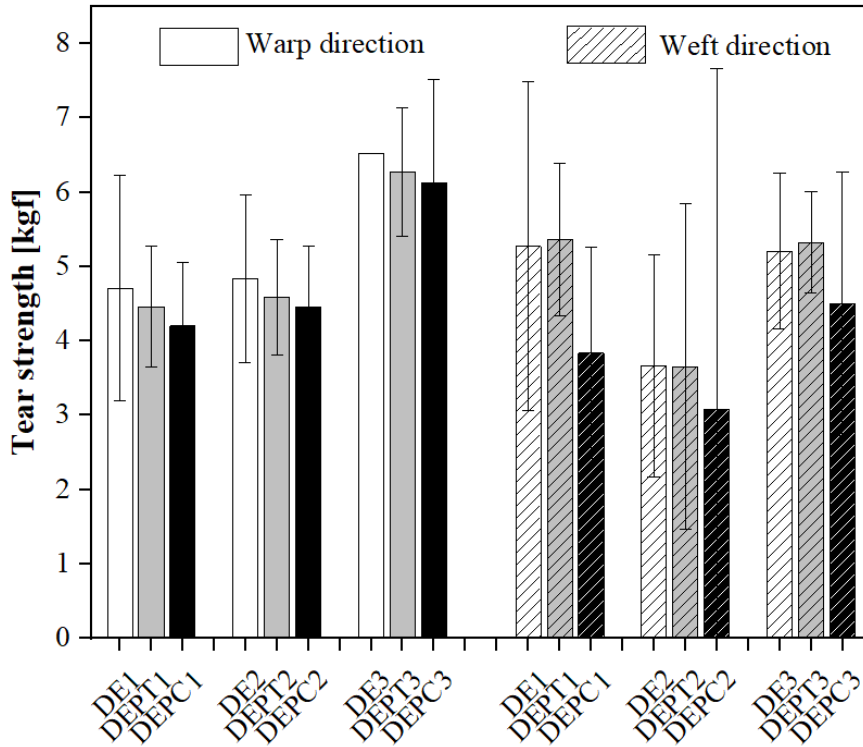 Tear strength [kgf]
8
7
6
5
4
3
2
1
0
Warp direction
Weft direction
DE1
DEPT1
DEPC1
DE2
DEPT2
DEPC2
DE3
DEPT3
DEPC3
DE1
DEPT1
DEPC1
DE2
DEPT2
DEPC2
DE3
DEPT3
DEPC3